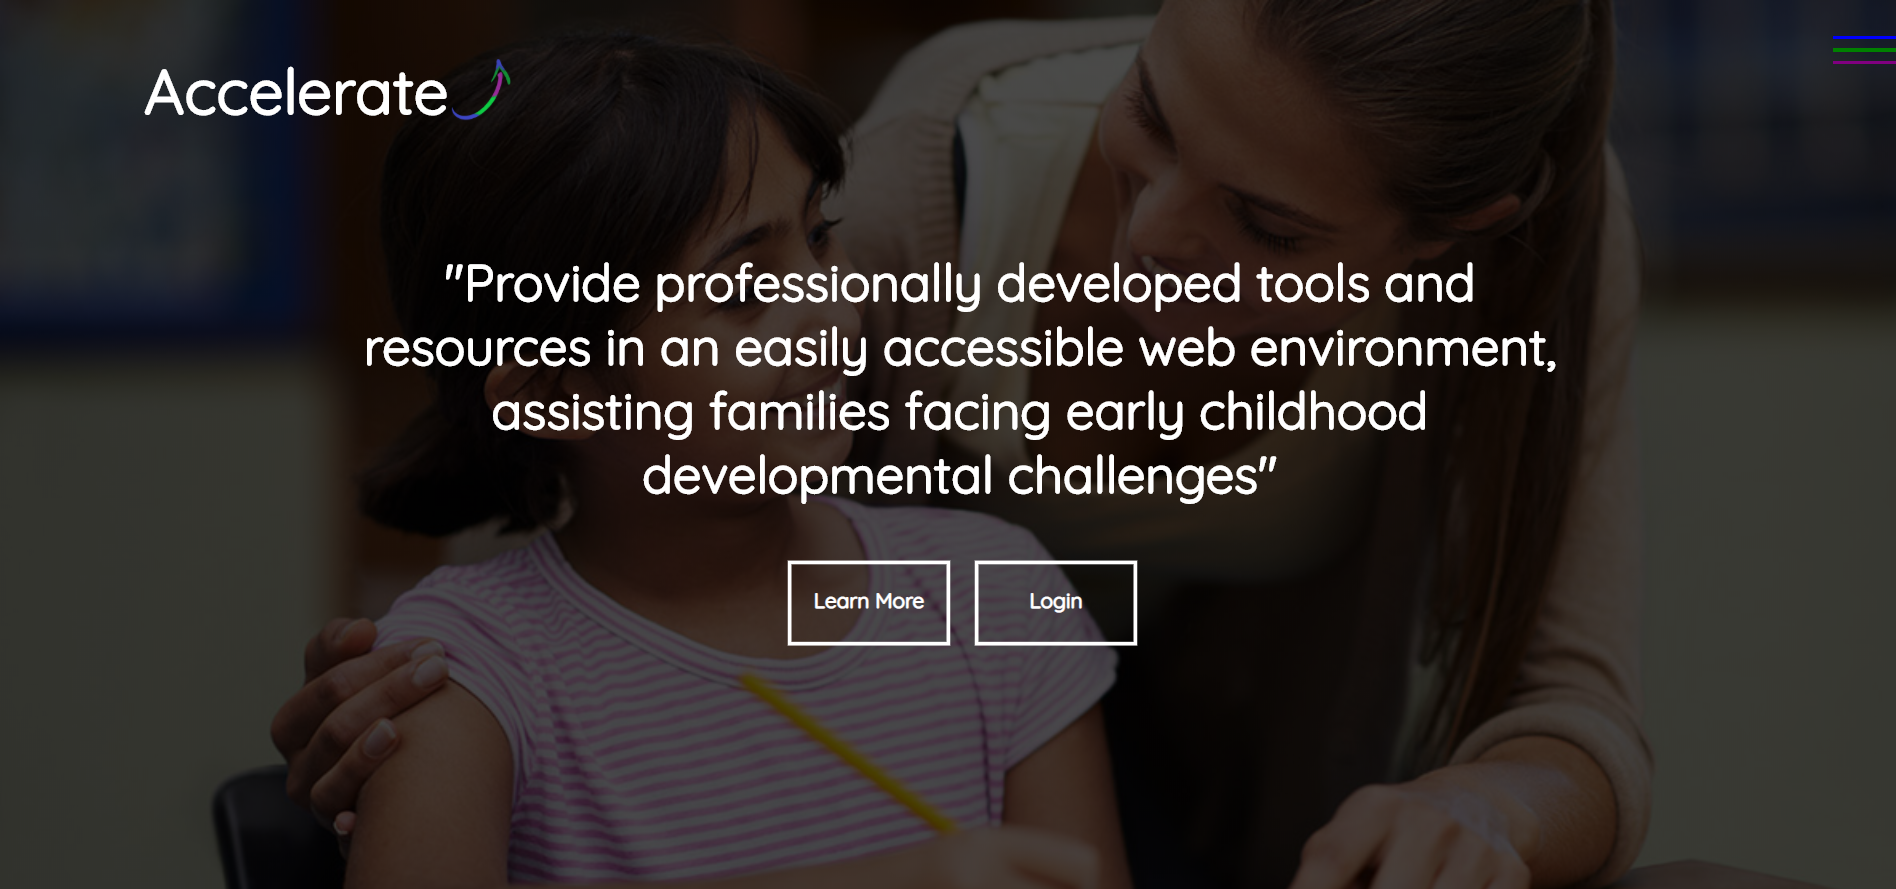 Accelerate
"Provide professionally developed tools and
resources in an easily accessible web environment,
assisting families facing early childhood
developmental challenges"
Learn More
Login